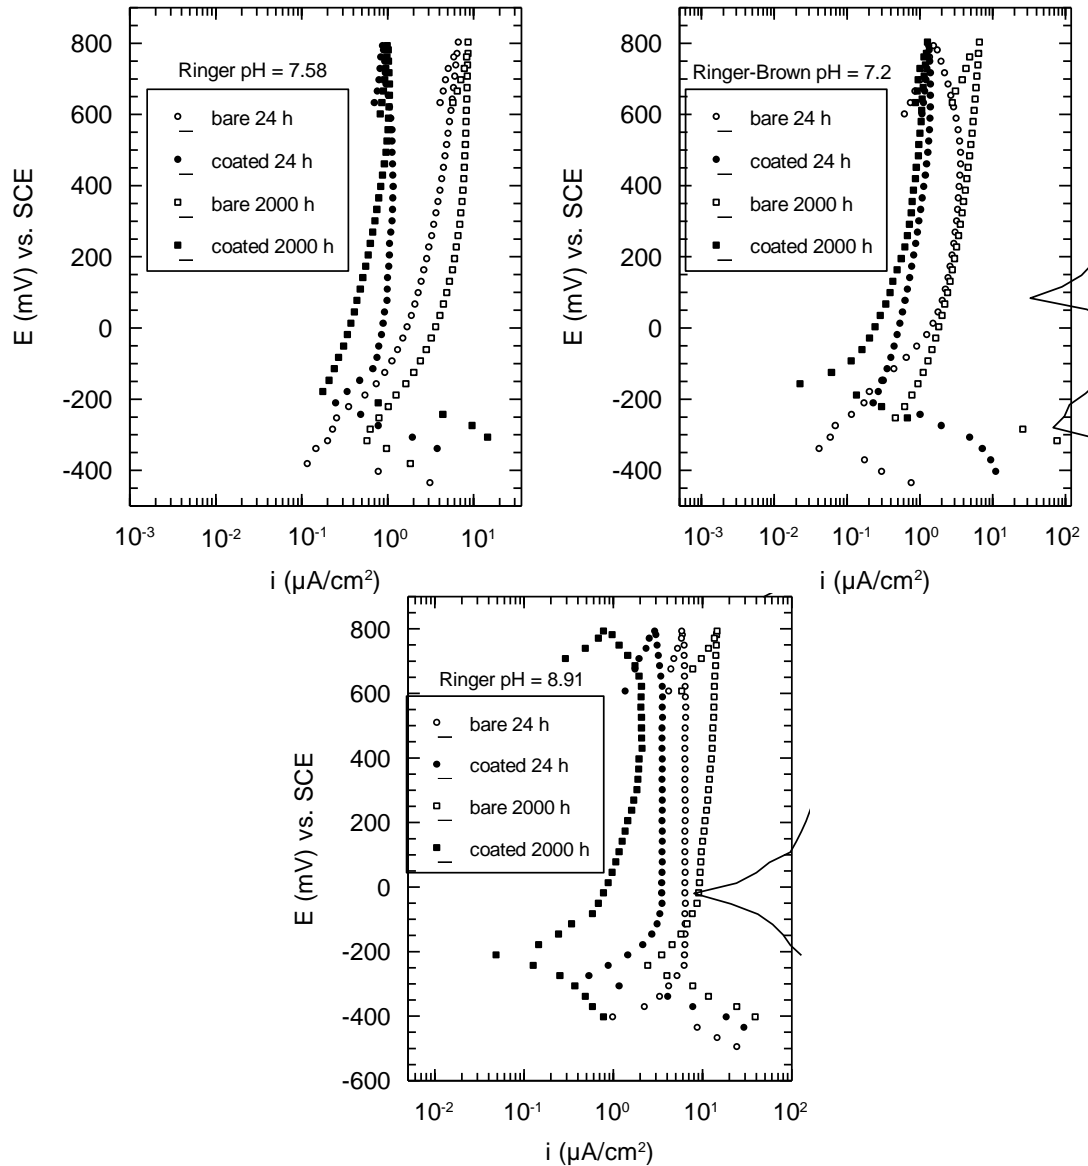 800
600
400
200
0
-200
-400
E (mV) vs. SCE
Ringer pH = 7.58
bare 24 h
coated 24 h
bare 2000 h
coated 2000 h
10⁻³ 10⁻² 10⁻¹ 10⁰ 10¹
i (µA/cm²)
800
600
400
200
0
-200
-400
E (mV) vs. SCE
Ringer-Brown pH = 7.2
bare 24 h
coated 24 h
bare 2000 h
coated 2000 h
10⁻³ 10⁻² 10⁻¹ 10⁰ 10¹ 10²
i (µA/cm²)
800
600
400
200
0
-200
-400
-600
E (mV) vs. SCE
Ringer pH = 8.91
bare 24 h
coated 24 h
bare 2000 h
coated 2000 h
10⁻² 10⁻¹ 10⁰ 10¹ 10²
i (µA/cm²)